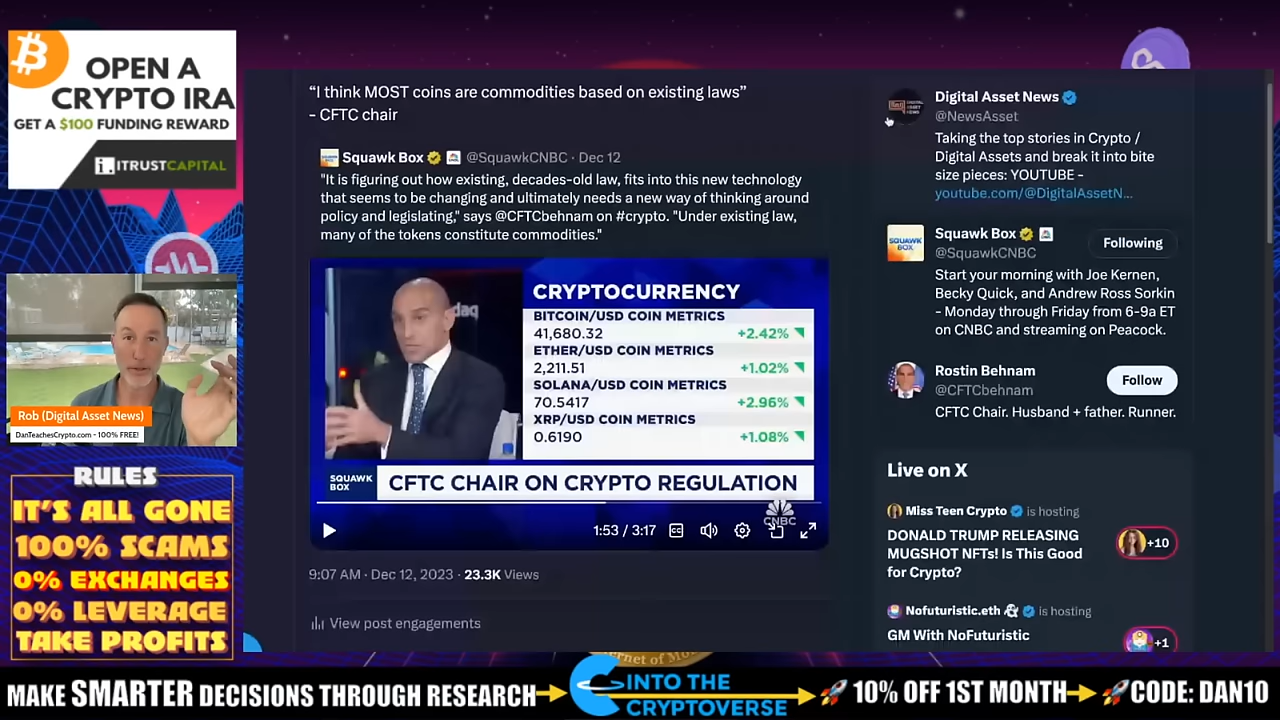 OPEN A
CRYPTO IRA
GET A $100 FUNDING REWARD
i. iTRUSTCAPITAL
Rob (Digital Asset News)
DanTeachesCrypto.com - 100% FREE!
RULES
IT'S ALL GONE
100% SCAMS
0% EXCHANGES
0% LEVERAGE
TAKE PROFITS
“I think MOST coins are commodities based on existing laws”
- CFTC chair
Squawk Box @SquawkCNBC · Dec 12
"It is figuring out how existing, decades-old law, fits into this new technology
that seems to be changing and ultimately needs a new way of thinking around
policy and legislating," says @CFTCbehnam on #crypto. "Under existing law,
many of the tokens constitute commodities."
CRYPTOCURRENCY
BITCOIN/USD COIN METRICS
41,680.32 +2.42%
ETHER/USD COIN METRICS
2,211.51 +1.02%
SOLANA/USD COIN METRICS
70.5417 +2.96%
XRP/USD COIN METRICS
0.6190 +1.08%
SQUAWK
BOX
CFTC CHAIR ON CRYPTO REGULATION
CNBC
1:53 / 3:17
9:07 AM · Dec 12, 2023 · 23.3K Views
View post engagements
Digital Asset News
@NewsAsset
Taking the top stories in Crypto /
Digital Assets and break it into bite
size pieces: YOUTUBE -
youtube.com/@DigitalAssetN...
SQUAWK
BOX
Squawk Box
@SquawkCNBC
Following
Start your morning with Joe Kernen,
Becky Quick, and Andrew Ross Sorkin
- Monday through Friday from 6-9a ET
on CNBC and streaming on Peacock.
Rostin Behnam
@CFTCbehnam
Follow
CFTC Chair. Husband + father. Runner.
Live on X
Miss Teen Crypto is hosting
DONALD TRUMP RELEASING
MUGSHOT NFTs! Is This Good
for Crypto?
+10
Nofuturistic.eth is hosting
GM With NoFuturistic
+1
MAKE SMARTER DECISIONS THROUGH RESEARCH
INTO THE
CRYPTOVERSE
10% OFF 1ST MONTH
CODE: DAN10